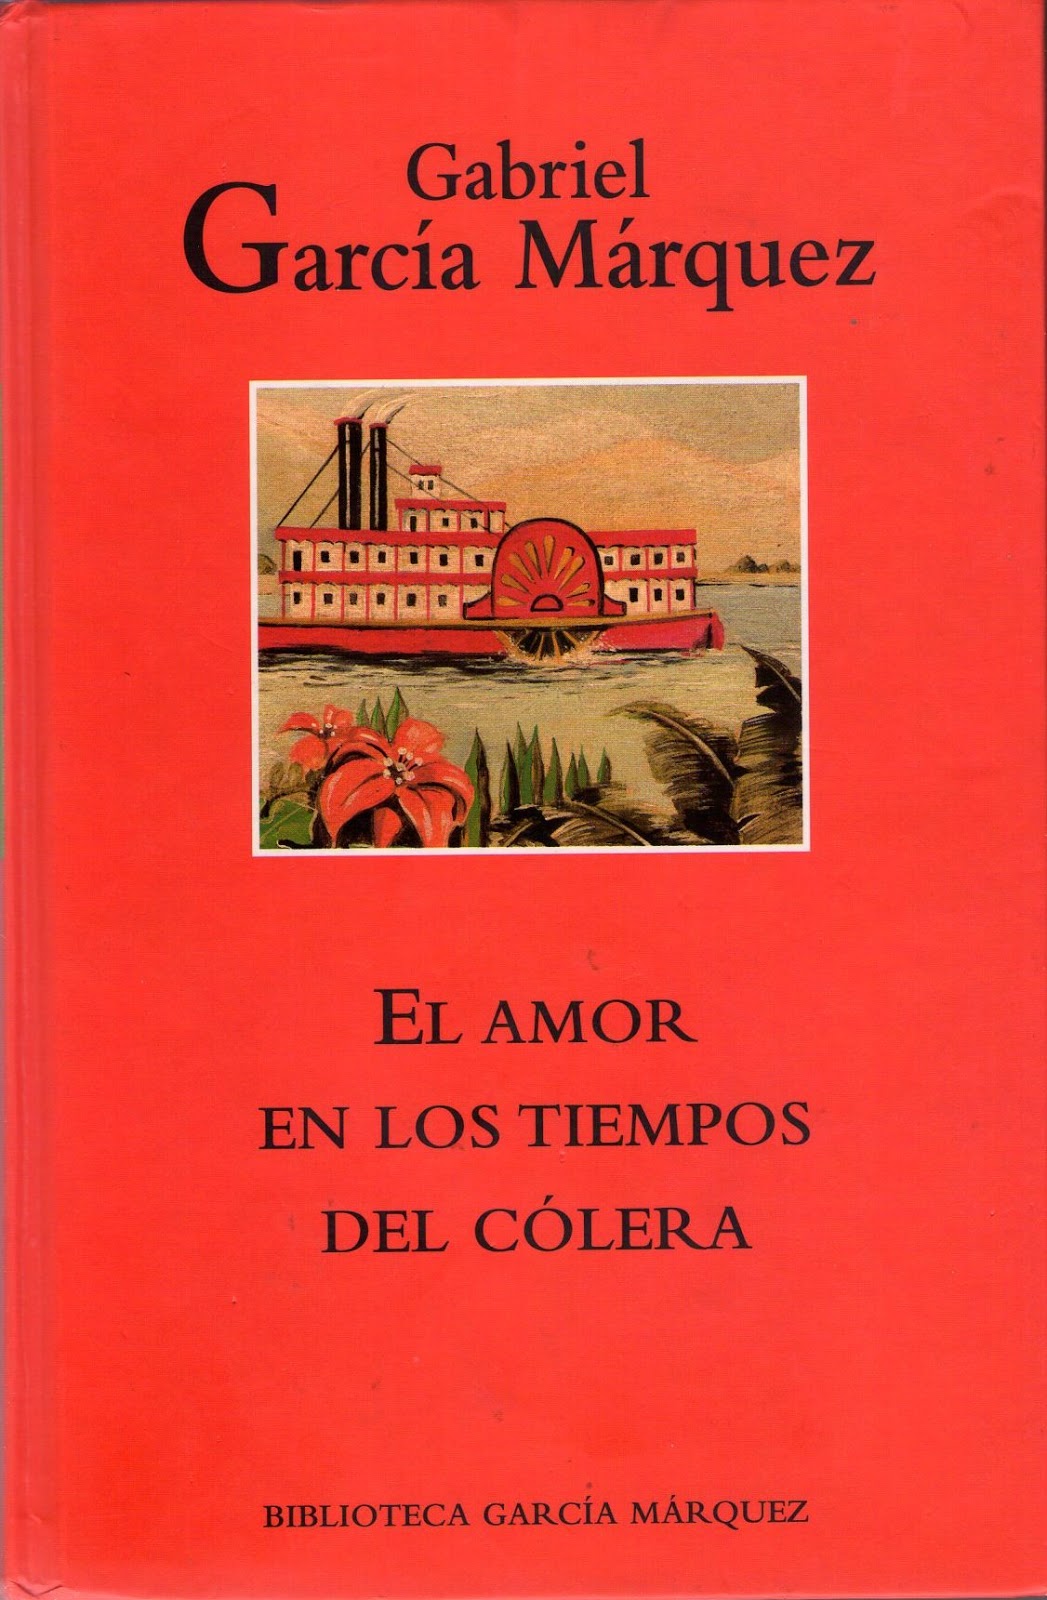 Gabriel
García Márquez
EL AMOR
EN LOS TIEMPOS
DEL CÓLERA
BIBLIOTECA GARCÍA MÁRQUEZ